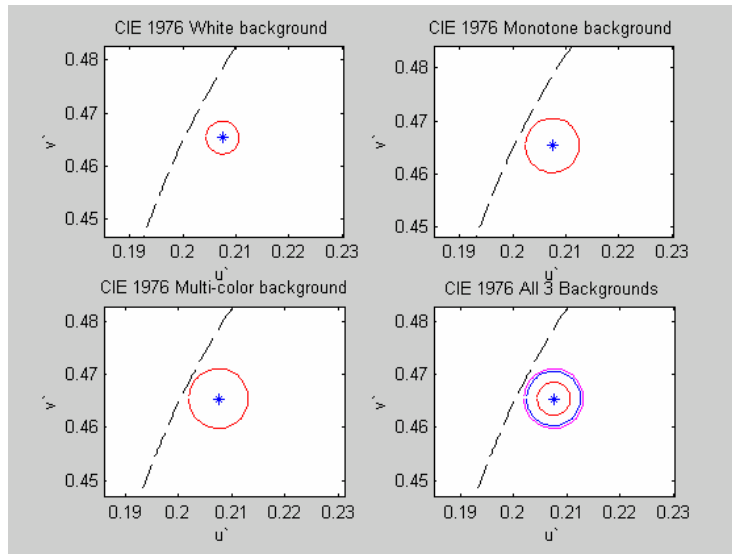 CIE 1976 White background
0.48
0.47
0.46
0.45
v`
0.19 0.2 0.21 0.22 0.23
u`
CIE 1976 Monotone background
0.48
0.47
0.46
0.45
v`
0.19 0.2 0.21 0.22 0.23
u`
CIE 1976 Multi-color background
0.48
0.47
0.46
0.45
v`
0.19 0.2 0.21 0.22 0.23
u`
CIE 1976 All 3 Backgrounds
0.48
0.47
0.46
0.45
v`
0.19 0.2 0.21 0.22 0.23
u`